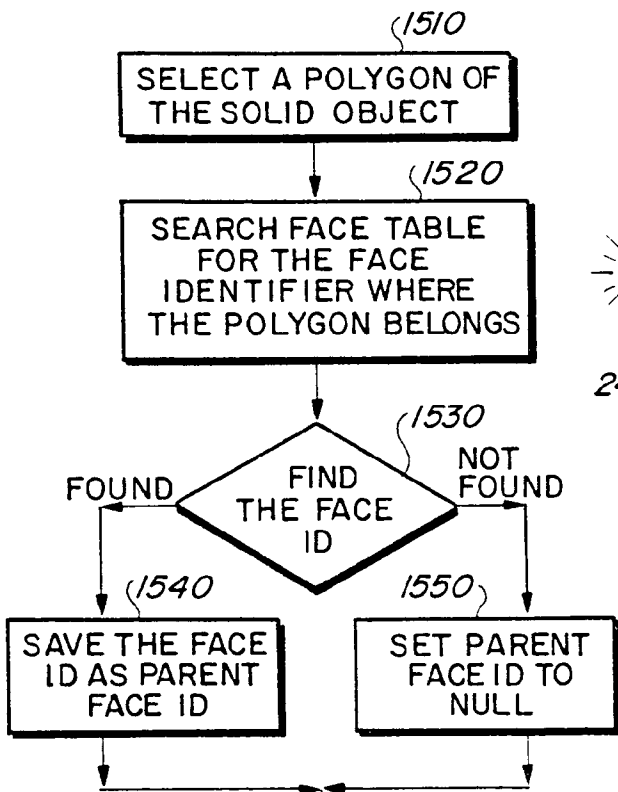 1510
SELECT A POLYGON OF
THE SOLID OBJECT
1520
SEARCH FACE TABLE
FOR THE FACE
IDENTIFIER WHERE
THE POLYGON BELONGS
24
1530
FOUND
NOT
FOUND
FIND
THE FACE
ID
1540
SAVE THE FACE
ID AS PARENT
FACE ID
1550
SET PARENT
FACE ID TO
NULL